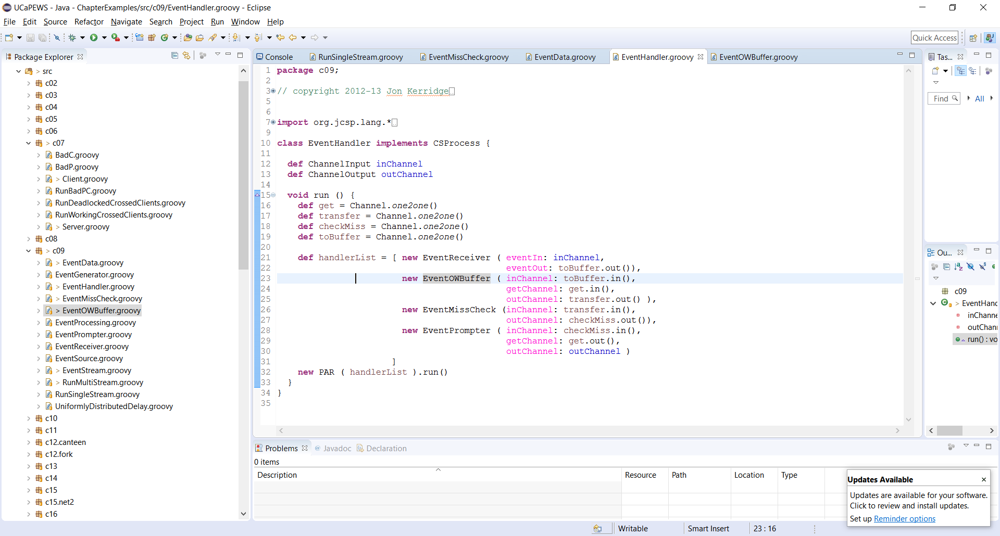 UCaPEWS - Java - ChapterExamples/src/c09/EventHandler.groovy - Eclipse
File Edit Source Refactor Navigate Search Project Run Window Help
Quick Access
Package Explorer
> src
c02
c03
c04
c05
c06
> c07
BadC.groovy
BadP.groovy
> Client.groovy
RunBadPC.groovy
RunDeadlockedCrossedClients.groovy
RunWorkingCrossedClients.groovy
> Server.groovy
c08
> c09
> EventData.groovy
EventGenerator.groovy
> EventHandler.groovy
> EventMissCheck.groovy
> EventOWBuffer.groovy
EventProcessing.groovy
EventPrompter.groovy
EventReceiver.groovy
EventSource.groovy
> EventStream.groovy
> RunMultiStream.groovy
RunSingleStream.groovy
UniformlyDistributedDelay.groovy
c10
c11
c12.canteen
c12.fork
c13
c14
c15
c15.net2
c16
Console RunSingleStream.groovy EventMissCheck.groovy EventData.groovy EventHandler.groovy EventOWBuffer.groovy
1 package c09;
2
3 // copyright 2012-13 Jon Kerridge
5
6
7 import org.jcsp.lang.*
9
10 class EventHandler implements CSProcess {
11
12 def ChannelInput inChannel
13 def ChannelOutput outChannel
14
15 void run () {
16 def get = Channel.one2one()
17 def transfer = Channel.one2one()
18 def checkMiss = Channel.one2one()
19 def toBuffer = Channel.one2one()
20
21 def handlerList = [ new EventReceiver ( eventIn: inChannel,
22 eventOut: toBuffer.out()),
23 new EventOWBuffer ( inChannel: toBuffer.in(),
24 getChannel: get.in(),
25 outChannel: transfer.out() ),
26 new EventMissCheck (inChannel: transfer.in(),
27 outChannel: checkMiss.out()),
28 new EventPrompter ( inChannel: checkMiss.in(),
29 getChannel: get.out(),
30 outChannel: outChannel )
31 ]
32 new PAR ( handlerList ).run()
33 }
34 }
35
Tas...
Find All
Ou...
c09
> EventHand
inChanne
outChann
run() : vo
Problems @ Javadoc Declaration
0 items
Description Resource Path Location Type
Updates Available
Updates are available for your software.
Click to review and install updates.
Set up Reminder options
Writable Smart Insert 23 : 16